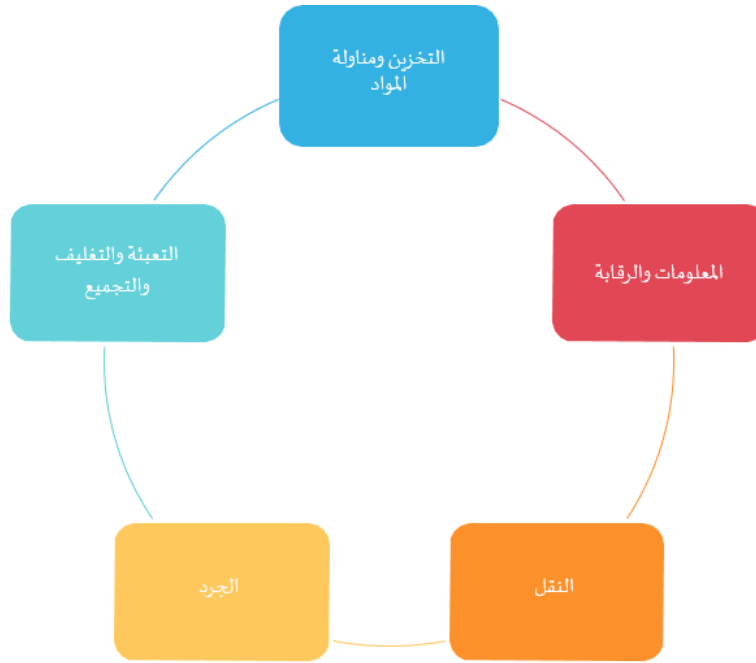 التخزين ومناولة
المواد
المعلومات والرقابة
النقل
الجرد
التعبئة والتغليف
والتجميع